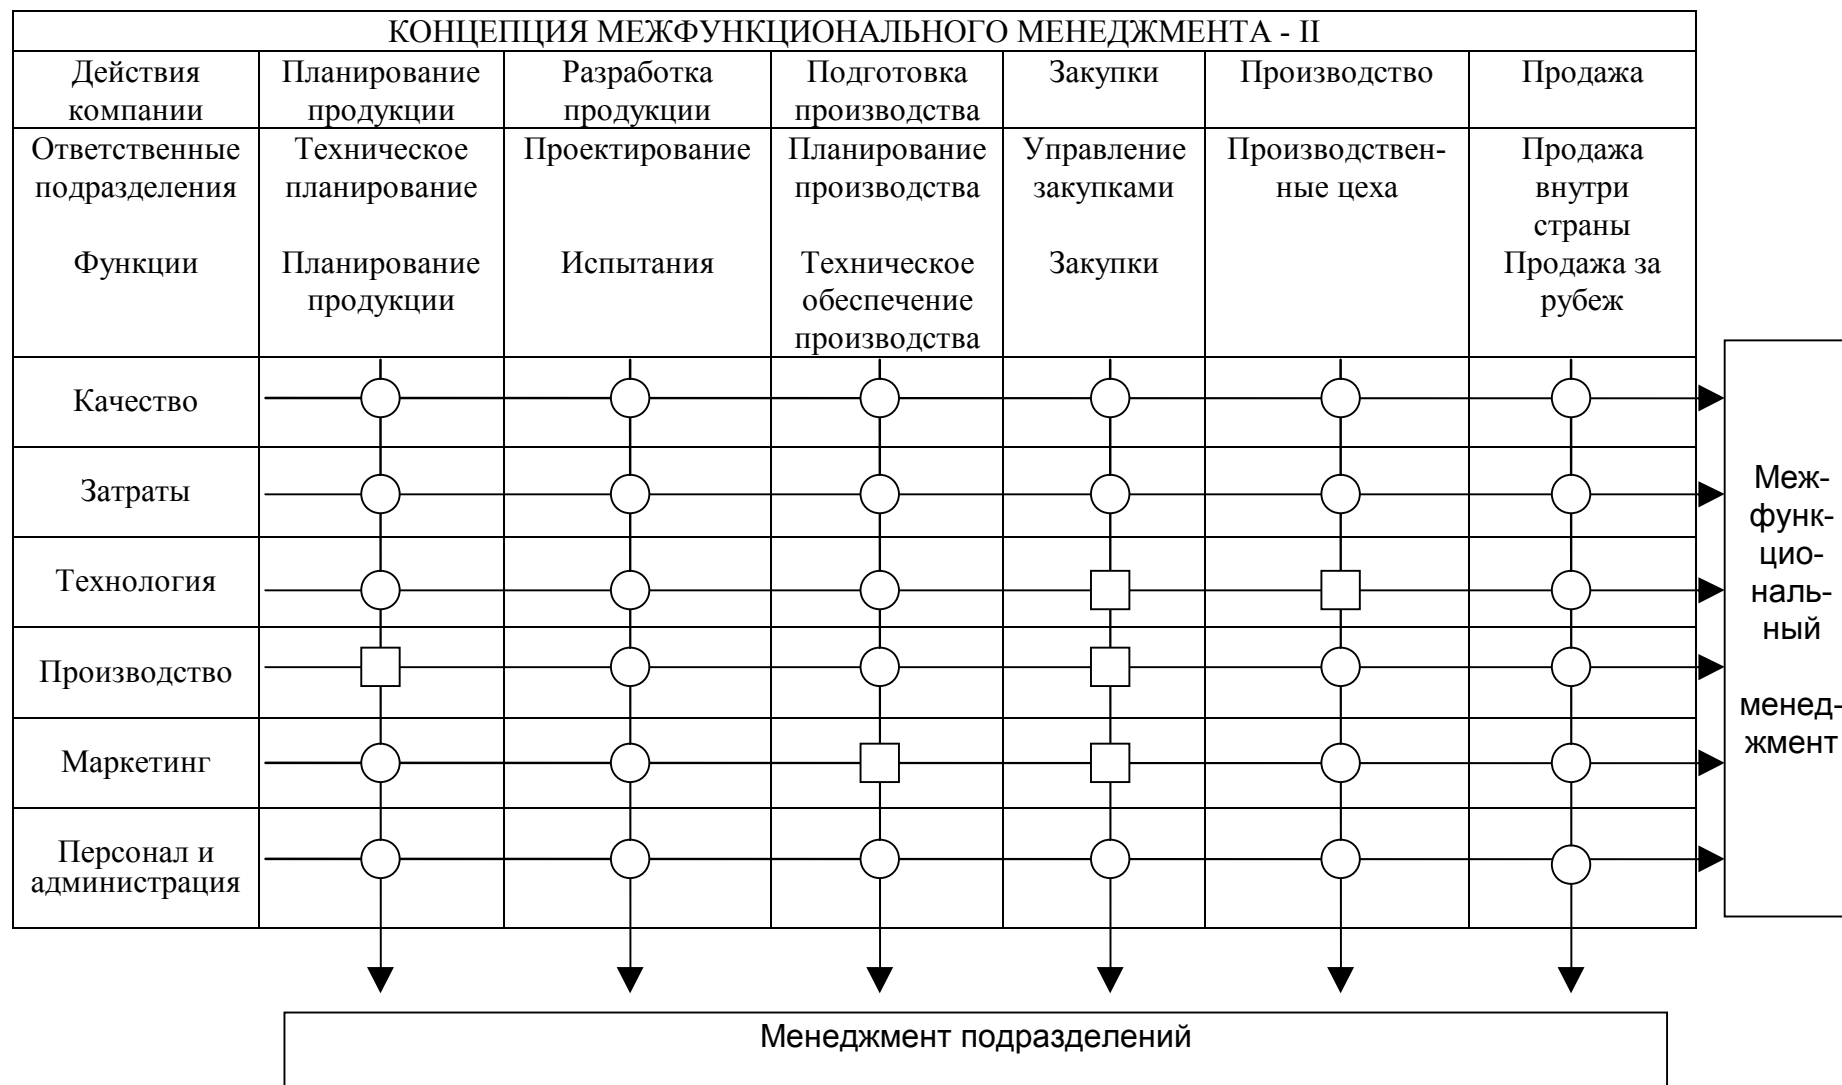 КОНЦЕПЦИЯ МЕЖФУНКЦИОНАЛЬНОГО МЕНЕДЖМЕНТА - II
Действия
компании
Планирование
продукции
Разработка
продукции
Подготовка
производства
Закупки
Производство
Продажа
Ответственные
подразделения
Функции
Техническое
планирование
Планирование
продукции
Проектирование
Испытания
Планирование
производства
Техническое
обеспечение
производства
Управление
закупками
Закупки
Производствен-
ные цеха
Продажа
внутри
страны
Продажа за
рубеж
Качество
Затраты
Технология
Производство
Маркетинг
Персонал и
администрация
Меж-
функ-
цио-
наль-
ный
менед-
жмент
Менеджмент подразделений